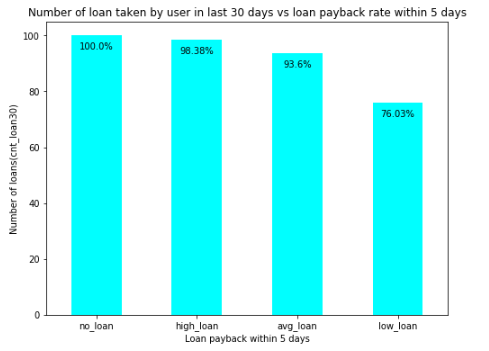 Number of loan taken by user in last 30 days vs loan payback rate within 5 days
Number of loans(cnt_loan30)
100
80
60
40
20
0
100.0%
98.38%
93.6%
76.03%
no_loan
high_loan
avg_loan
low_loan
Loan payback within 5 days